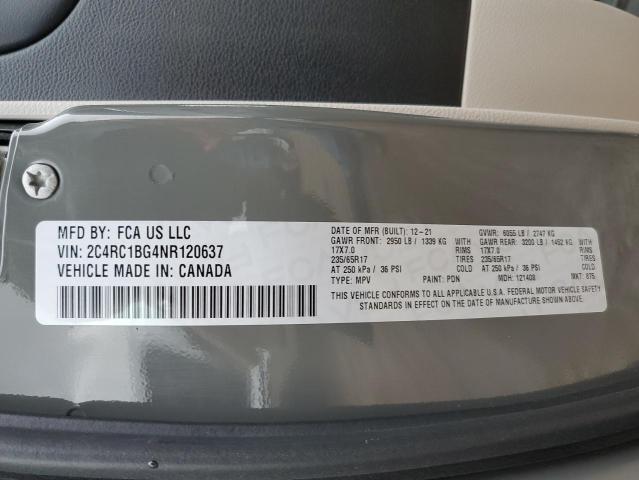 MFD BY: FCA US LLC
VIN: 2C4RC1BG4NR120637
VEHICLE MADE IN: CANADA
DATE OF MFR (BUILT): 12-21 GVWR: 6055 LB / 2747 KG
GAWR FRONT: 2950 LB / 1339 KG WITH GAWR REAR: 3200 LB / 1452 KG WITH
17X7.0 RIMS 17X7.0 RIMS
235/65R17 TIRES 235/65R17 TIRES
AT 250 kPa / 36 PSI COLD AT 250 kPa / 36 PSI COLD
TYPE: MPV PAINT: PDN MDH: 121408 MKT: 875
THIS VEHICLE CONFORMS TO ALL APPLICABLE U.S.A. FEDERAL MOTOR VEHICLE SAFETY
STANDARDS IN EFFECT ON THE DATE OF MANUFACTURE SHOWN ABOVE.